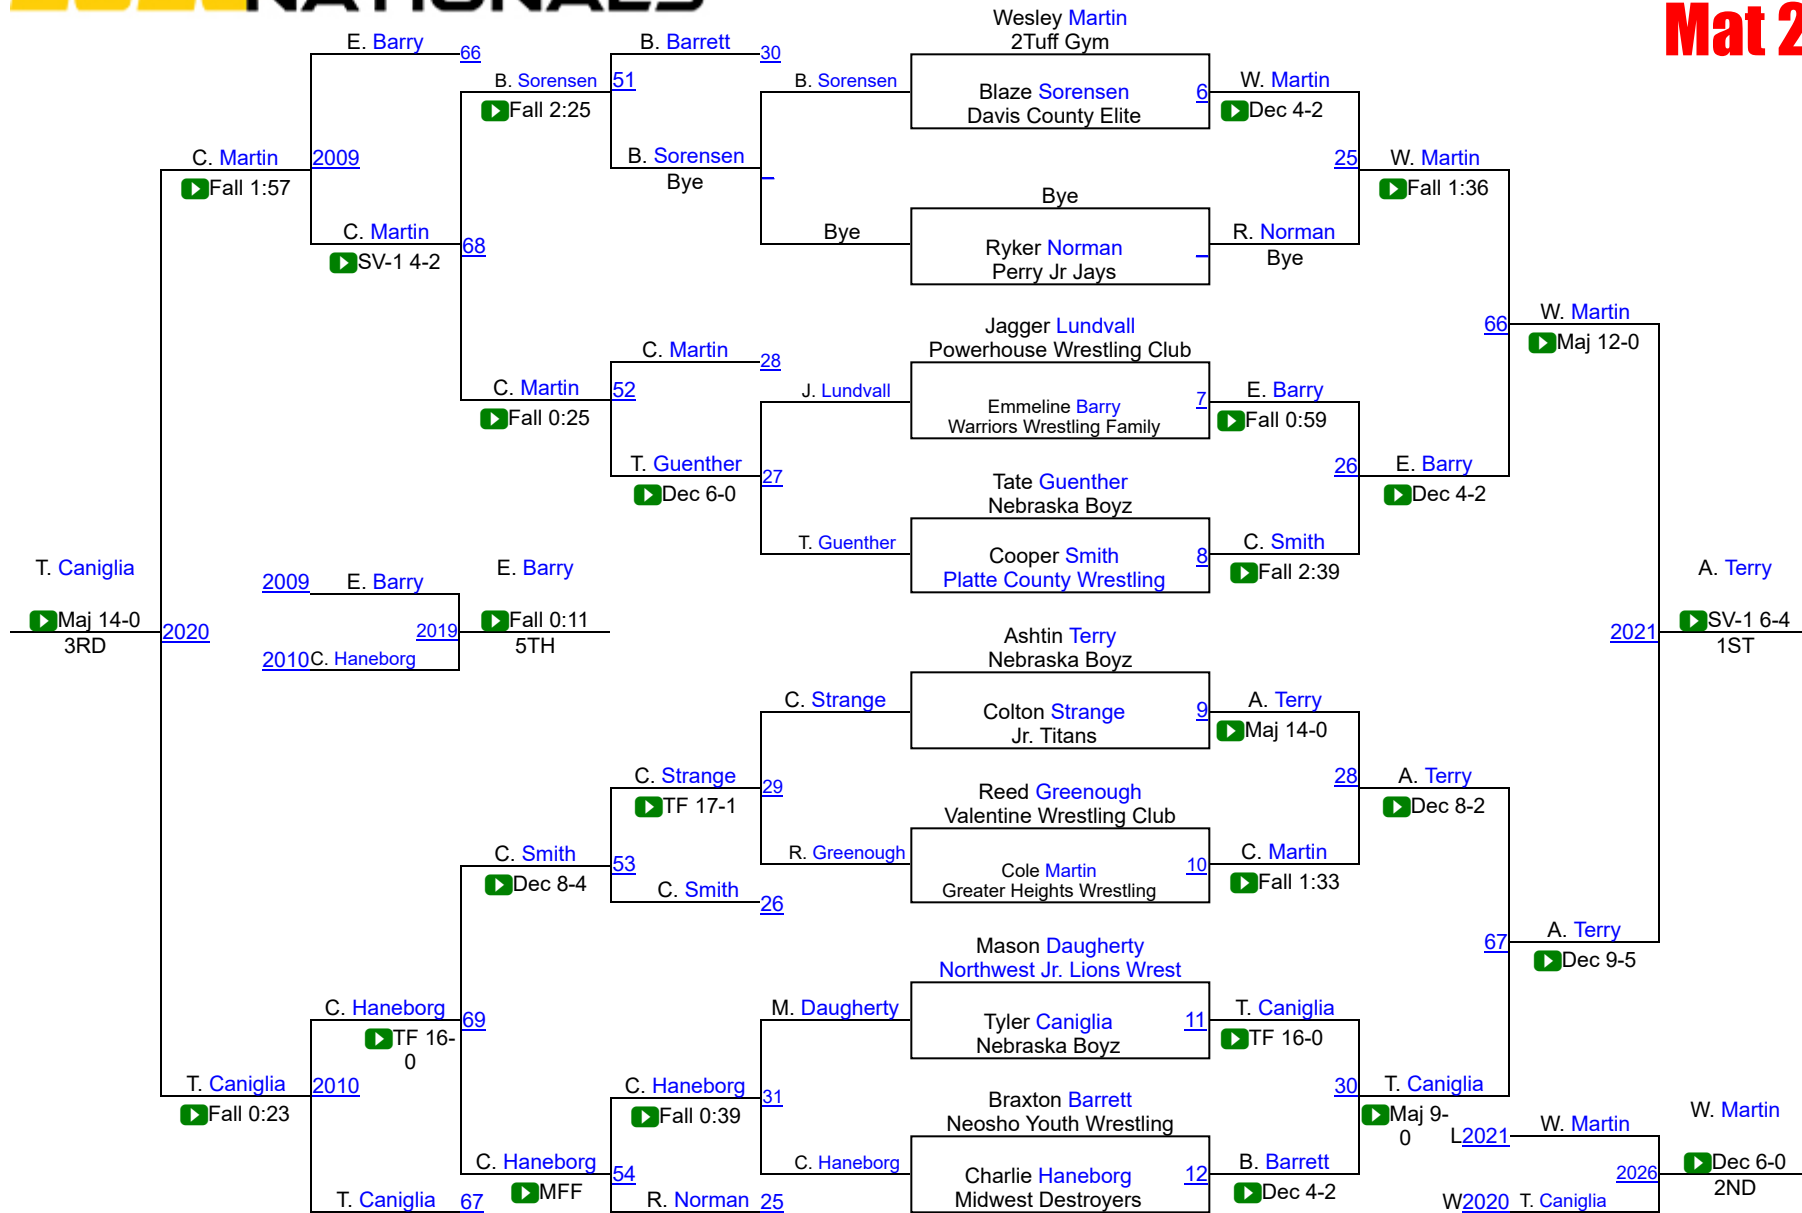 NATIONALS
Mat 2
Wesley Martin
2Tuff Gym
E. Barry
66
B. Barrett
30
B. Sorensen
51
Fall 2:25
B. Sorensen
Blaze Sorensen
Davis County Elite
6
W. Martin
Dec 4-2
C. Martin
Fall 1:57
2009
B. Sorensen
Bye
25
W. Martin
Fall 1:36
Bye
C. Martin
SV-1 4-2
68
Bye
Ryker Norman
Perry Jr Jays
R. Norman
Bye
Jagger Lundvall
Powerhouse Wrestling Club
66
W. Martin
Maj 12-0
C. Martin
28
C. Martin
Fall 0:25
52
J. Lundvall
Emmeline Barry
Warriors Wrestling Family
7
E. Barry
Fall 0:59
T. Guenther
Dec 6-0
27
Tate Guenther
Nebraska Boyz
26
E. Barry
Dec 4-2
T. Guenther
Cooper Smith
Platte County Wrestling
8
C. Smith
Fall 2:39
T. Caniglia
Maj 14-0
3RD
2020
2009
E. Barry
2010
C. Haneborg
2019
E. Barry
Fall 0:11
5TH
Ashtin Terry
Nebraska Boyz
2021
A. Terry
SV-1 6-4
1ST
C. Strange
Colton Strange
Jr. Titans
9
A. Terry
Maj 14-0
C. Strange
TF 17-1
29
Reed Greenough
Valentine Wrestling Club
28
A. Terry
Dec 8-2
C. Smith
Dec 8-4
53
R. Greenough
Cole Martin
Greater Heights Wrestling
10
C. Martin
Fall 1:33
C. Smith
26
Mason Daugherty
Northwest Jr. Lions Wrest
67
A. Terry
Dec 9-5
C. Haneborg
TF 16-
0
69
M. Daugherty
Tyler Caniglia
Nebraska Boyz
11
T. Caniglia
TF 16-0
T. Caniglia
Fall 0:23
2010
C. Haneborg
Fall 0:39
31
Braxton Barrett
Neosho Youth Wrestling
30
T. Caniglia
Maj 9-
0
C. Haneborg
MFF
54
C. Haneborg
Charlie Haneborg
Midwest Destroyers
12
B. Barrett
Dec 4-2
L2021
W. Martin
2026
W. Martin
Dec 6-0
2ND
T. Caniglia
67
R. Norman
25
W2020
T. Caniglia